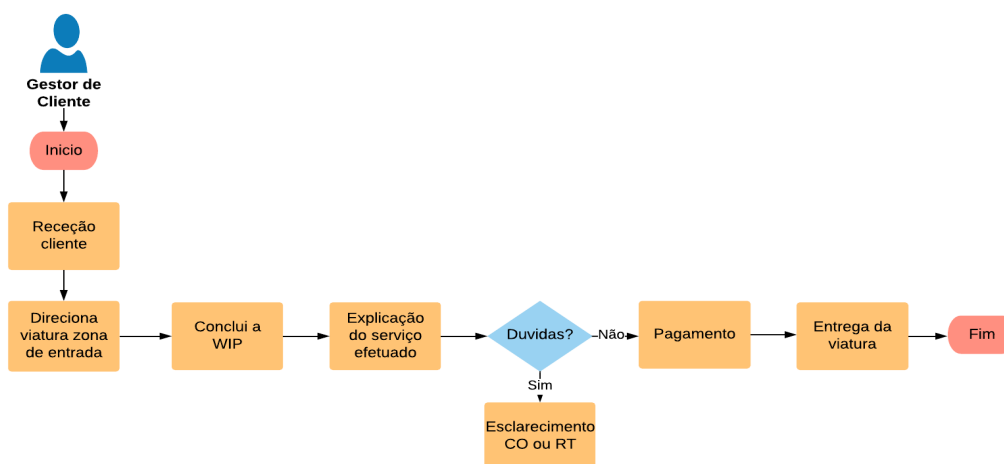 Gestor de
Cliente
Inicio
Receção
cliente
Direciona
viatura zona
de entrada
Conclui a
WIP
Explicação
do serviço
efetuado
Duvidas?
Não
Pagamento
Entrega da
viatura
Fim
Sim
Esclarecimento
CO ou RT